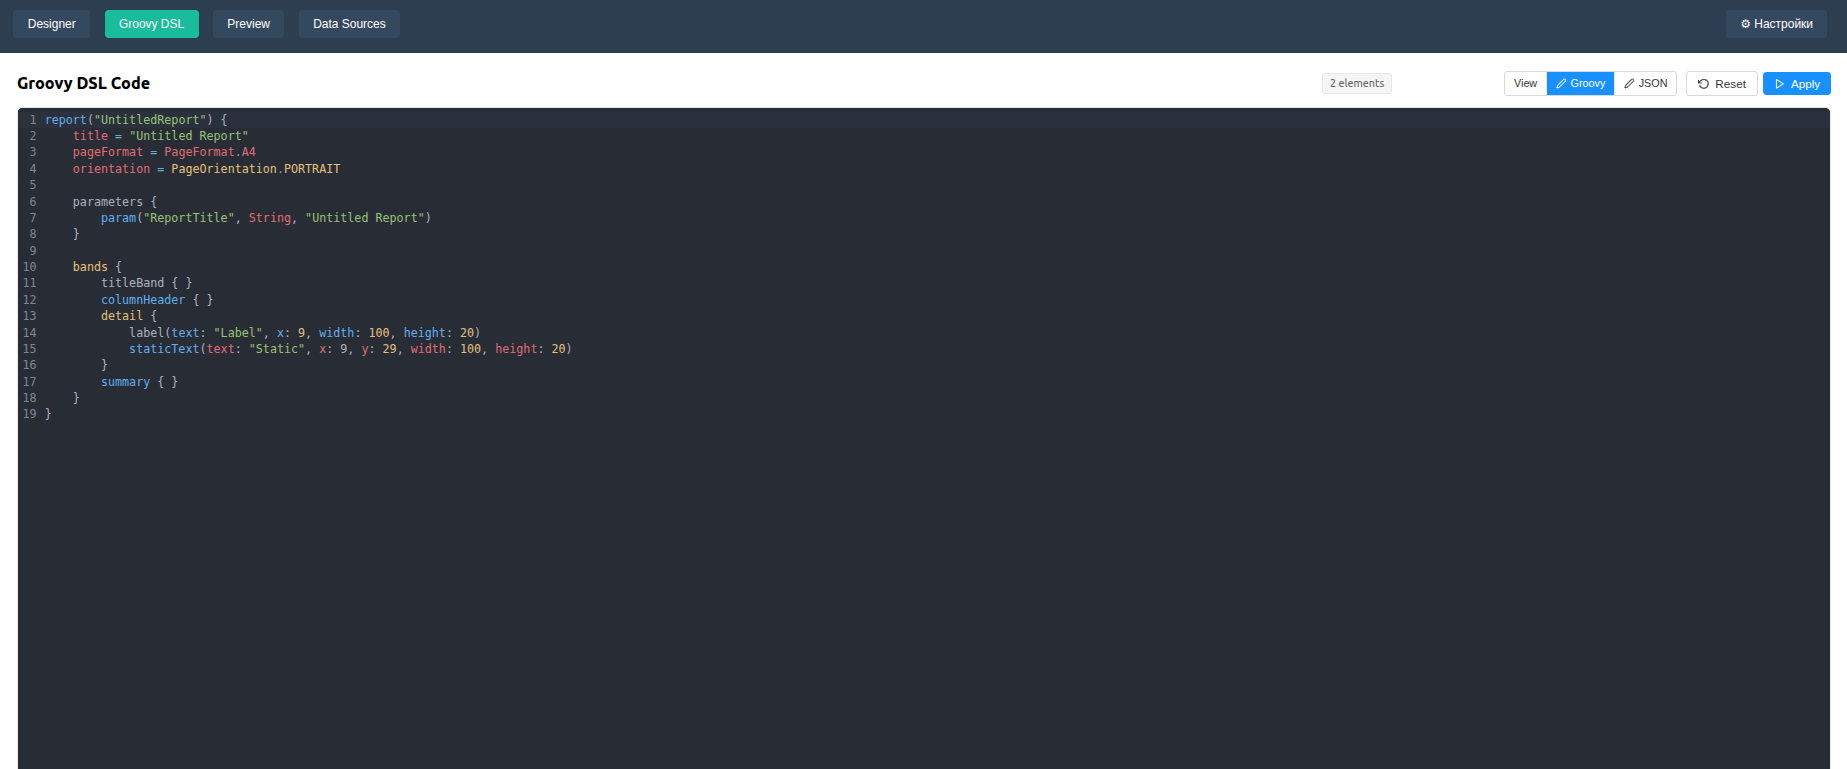 Designer Groovy DSL Preview Data Sources ⚙ Настройки
Groovy DSL Code 2 elements View Groovy JSON Reset Apply
1 report("UntitledReport") {
2     title = "Untitled Report"
3     pageFormat = PageFormat.A4
4     orientation = PageOrientation.PORTRAIT
5
6     parameters {
7         param("ReportTitle", String, "Untitled Report")
8     }
9
10     bands {
11         titleBand { }
12         columnHeader { }
13         detail {
14             label(text: "Label", x: 9, width: 100, height: 20)
15             staticText(text: "Static", x: 9, y: 29, width: 100, height: 20)
16         }
17         summary { }
18     }
19 }